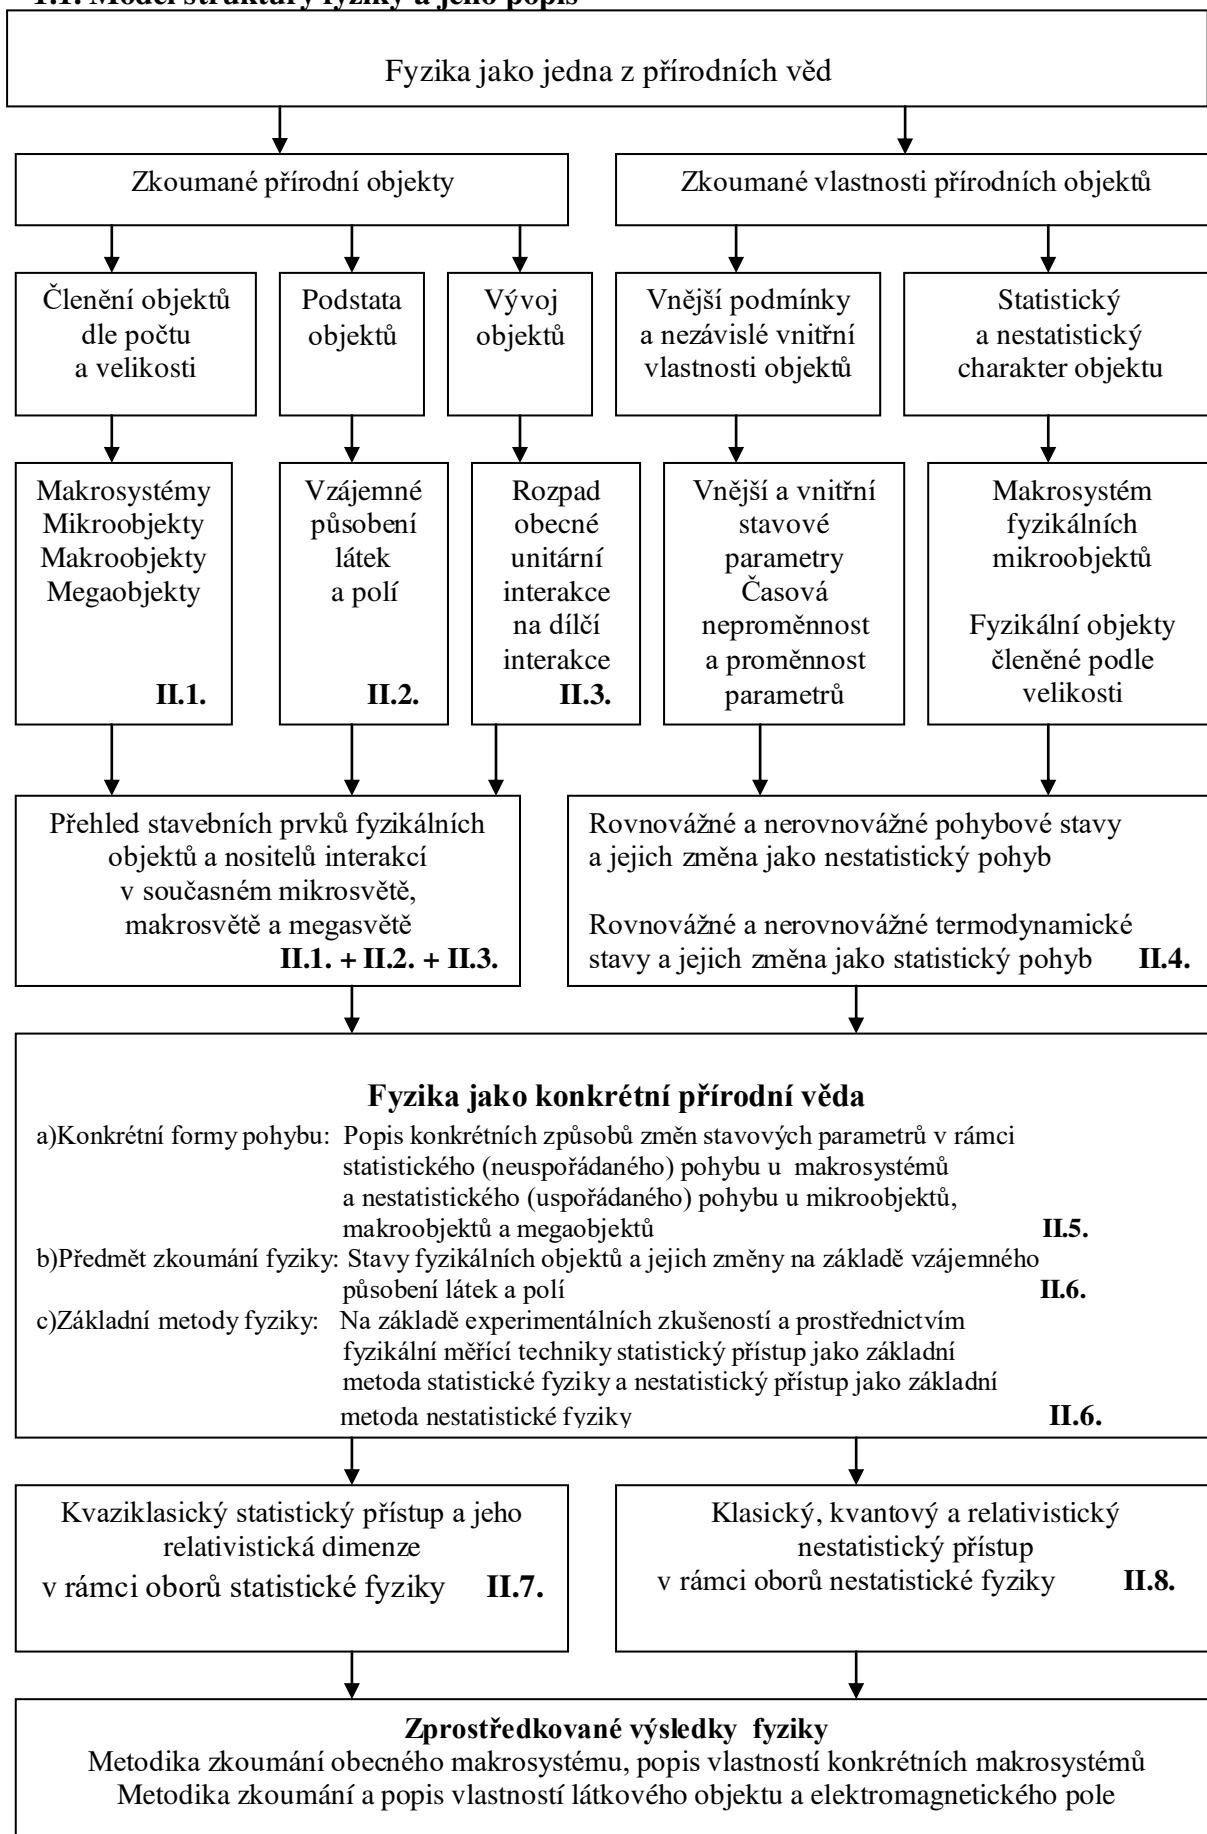 1.1. Model struktury fyziky a jeho popis
Fyzika jako jedna z přírodních věd
Zkoumané přírodní objekty
Zkoumané vlastnosti přírodních objektů
Členění objektů
dle počtu
a velikosti
Podstata
objektů
Vývoj
objektů
Vnější podmínky
a nezávislé vnitřní
vlastnosti objektů
Statistický
a nestatistický
charakter objektu
Makrosystémy
Mikroobjekty
Makroobjekty
Megaobjekty
II.1.
Vzájemné
působení
látek
a polí
II.2.
Rozpad
obecné
unitární
interakce
na dílčí
interakce
II.3.
Vnější a vnitřní
stavové
parametry
Časová
neproměnnost
a proměnnost
parametrů
Makrosystém
fyzikálních
mikroobjektů
Fyzikální objekty
členěné podle
velikosti
Přehled stavebních prvků fyzikálních
objektů a nositelů interakcí
v současném mikrosvětě,
makrosvětě a megasvětě
II.1. + II.2. + II.3.
Rovnovážné a nerovnovážné pohybové stavy
a jejich změna jako nestatistický pohyb
Rovnovážné a nerovnovážné termodynamické
stavy a jejich změna jako statistický pohyb II.4.
Fyzika jako konkrétní přírodní věda
a)Konkrétní formy pohybu: Popis konkrétních způsobů změn stavových parametrů v rámci
statistického (neuspořádaného) pohybu u makrosystémů
a nestatistického (uspořádaného) pohybu u mikroobjektů,
makroobjektů a megaobjektů II.5.
b)Předmět zkoumání fyziky: Stavy fyzikálních objektů a jejich změny na základě vzájemného
působení látek a polí II.6.
c)Základní metody fyziky: Na základě experimentálních zkušeností a prostřednictvím
fyzikální měřící techniky statistický přístup jako základní
metoda statistické fyziky a nestatistický přístup jako základní
metoda nestatistické fyziky II.6.
Kvaziklasický statistický přístup a jeho
relativistická dimenze
v rámci oborů statistické fyziky II.7.
Klasický, kvantový a relativistický
nestatistický přístup
v rámci oborů nestatistické fyziky II.8.
Zprostředkované výsledky fyziky
Metodika zkoumání obecného makrosystému, popis vlastností konkrétních makrosystémů
Metodika zkoumání a popis vlastností látkového objektu a elektromagnetického pole